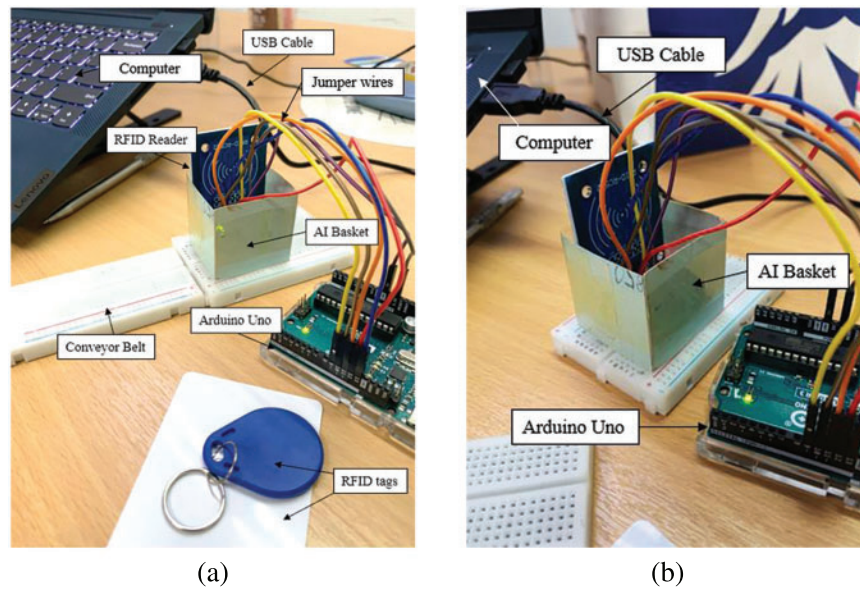 USB Cable
Computer
Jumper wires
RFID Reader
Lenovo
AI Basket
Arduino Uno
Conveyor Belt
RFID tags
(a)
USB Cable
Computer
AI Basket
Arduino Uno
(b)